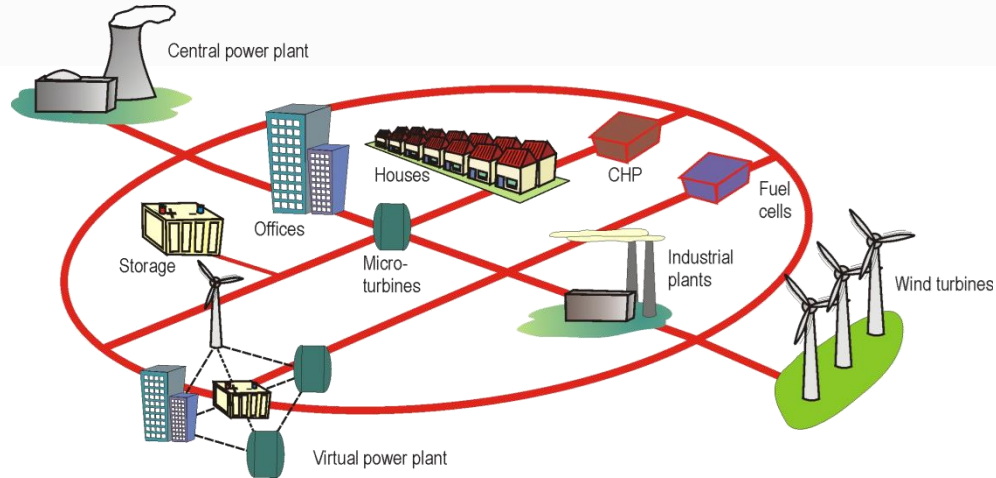 Central power plant
Houses
CHP
Fuel
cells
Offices
Storage
Micro-
turbines
Industrial
plants
Wind turbines
Virtual power plant